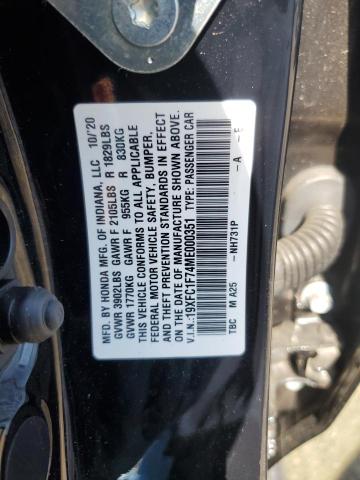 MFD. BY HONDA MFG. OF INDIANA, LLC 10/'20
GVWR 3902LBS GAWR F 2105LBS R 1829LBS
GVWR 1770KG GAWR F 955KG R 830KG
THIS VEHICLE CONFORMS TO ALL APPLICABLE
FEDERAL MOTOR VEHICLE SAFETY, BUMPER,
AND THEFT PREVENTION STANDARDS IN EFFECT
ON THE DATE OF MANUFACTURE SHOWN ABOVE.
V.I.N.:19XFC1F74ME000351 TYPE: PASSENGER CAR
TBC M A25 -NH731P -A -E